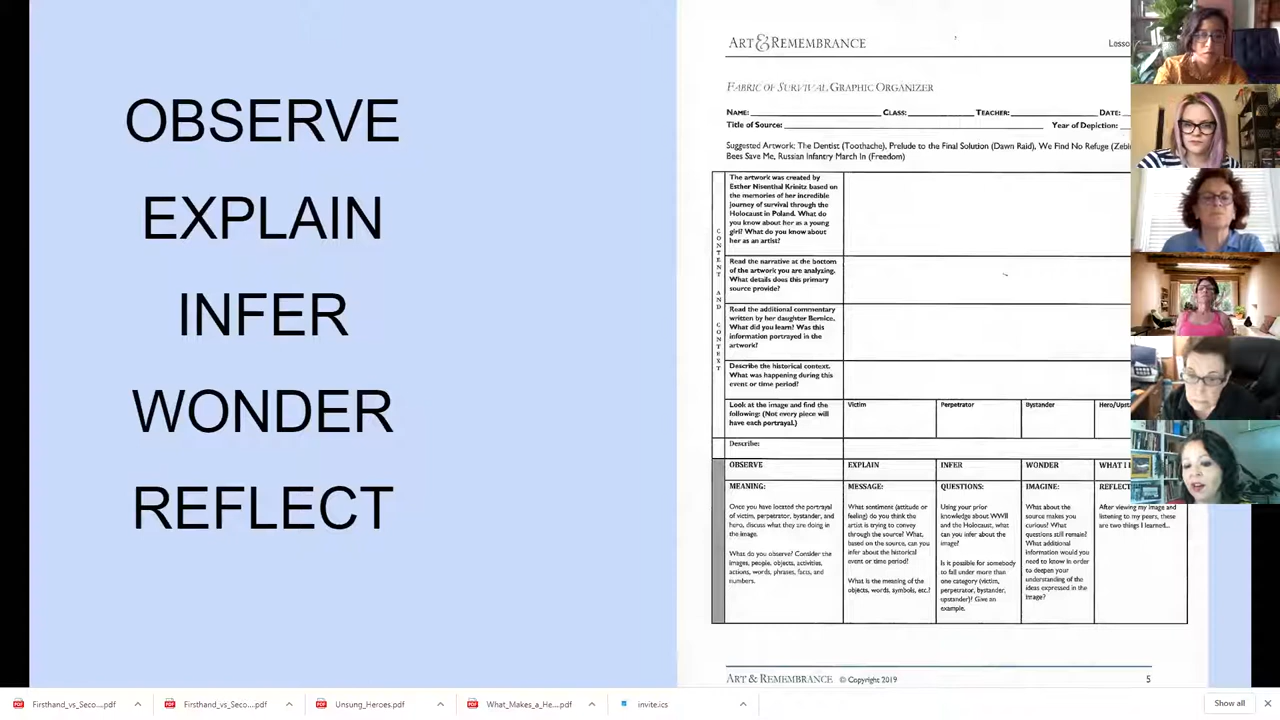 OBSERVE
EXPLAIN
INFER
WONDER
REFLECT
ART & REMEMBRANCE
FABRIC OF SURVIVAL GRAPHIC ORGANIZER
NAME: CLASS: TEACHER: DATE:
Title of Source: Year of Depiction:
Suggested Artwork: The Dentist (Toothache), Prelude to the Final Solution (Dawn Raid), We Find No Refuge
Bees Save Me, Russian Infantry March In (Freedom)
CONTENT AND CONTEXT
The artwork was created by
Esther Nisenthal Krinitz based on
the memories of her incredible
journey of survival through the
Holocaust in Poland. What do
you know about her as a young
girl? What do you know about
her as an artist?
Read the narrative at the bottom
of the artwork you are analyzing.
What details does this primary
source provide?
Read the additional commentary
written by her daughter Bernice.
What did you learn? Was this
information portrayed in the
artwork?
Describe the historical context.
What was happening during this
event or time period?
Look at the image and find the
following: (Not every piece will
have each portrayal.)
Victim
Perpetrator
Bystander
Describe:
OBSERVE
EXPLAIN
INFER
WONDER
WHAT I
MEANING:
Once you have located the portrayal
of victim, perpetrator, bystander, and
hero, discuss what they are doing in
the image.
What do you observe? Consider the
images, people, objects, activities,
actions, words, phrases, facts, and
numbers.
MESSAGE:
What sentiment (attitude or
feeling) do you think the
artist is trying to convey
through the source? What,
based on the source, can you
infer about the historical
event or time period?
What is the meaning of the
objects, words, symbols, etc.?
QUESTIONS:
Using your prior
knowledge about WWII
and the Holocaust, what
can you infer about the
image?
Is it possible for somebody
to fall under more than
one category (victim,
perpetrator, bystander,
upstander)? Give an
example.
IMAGINE:
What about the
source makes you
curious? What
questions still remain?
What additional
information would you
need to know in order
to deepen your
understanding of the
ideas expressed in the
image?
REFLECT
After viewing my image and
listening to my peers, these
are two things I learned...
ART & REMEMBRANCE © Copyright 2019 5
Firsthand_vs_Seco....pdf
Firsthand_vs_Seco....pdf
Unsung_Heroes.pdf
What_Makes_a_He....pdf
invite.ics
Show all